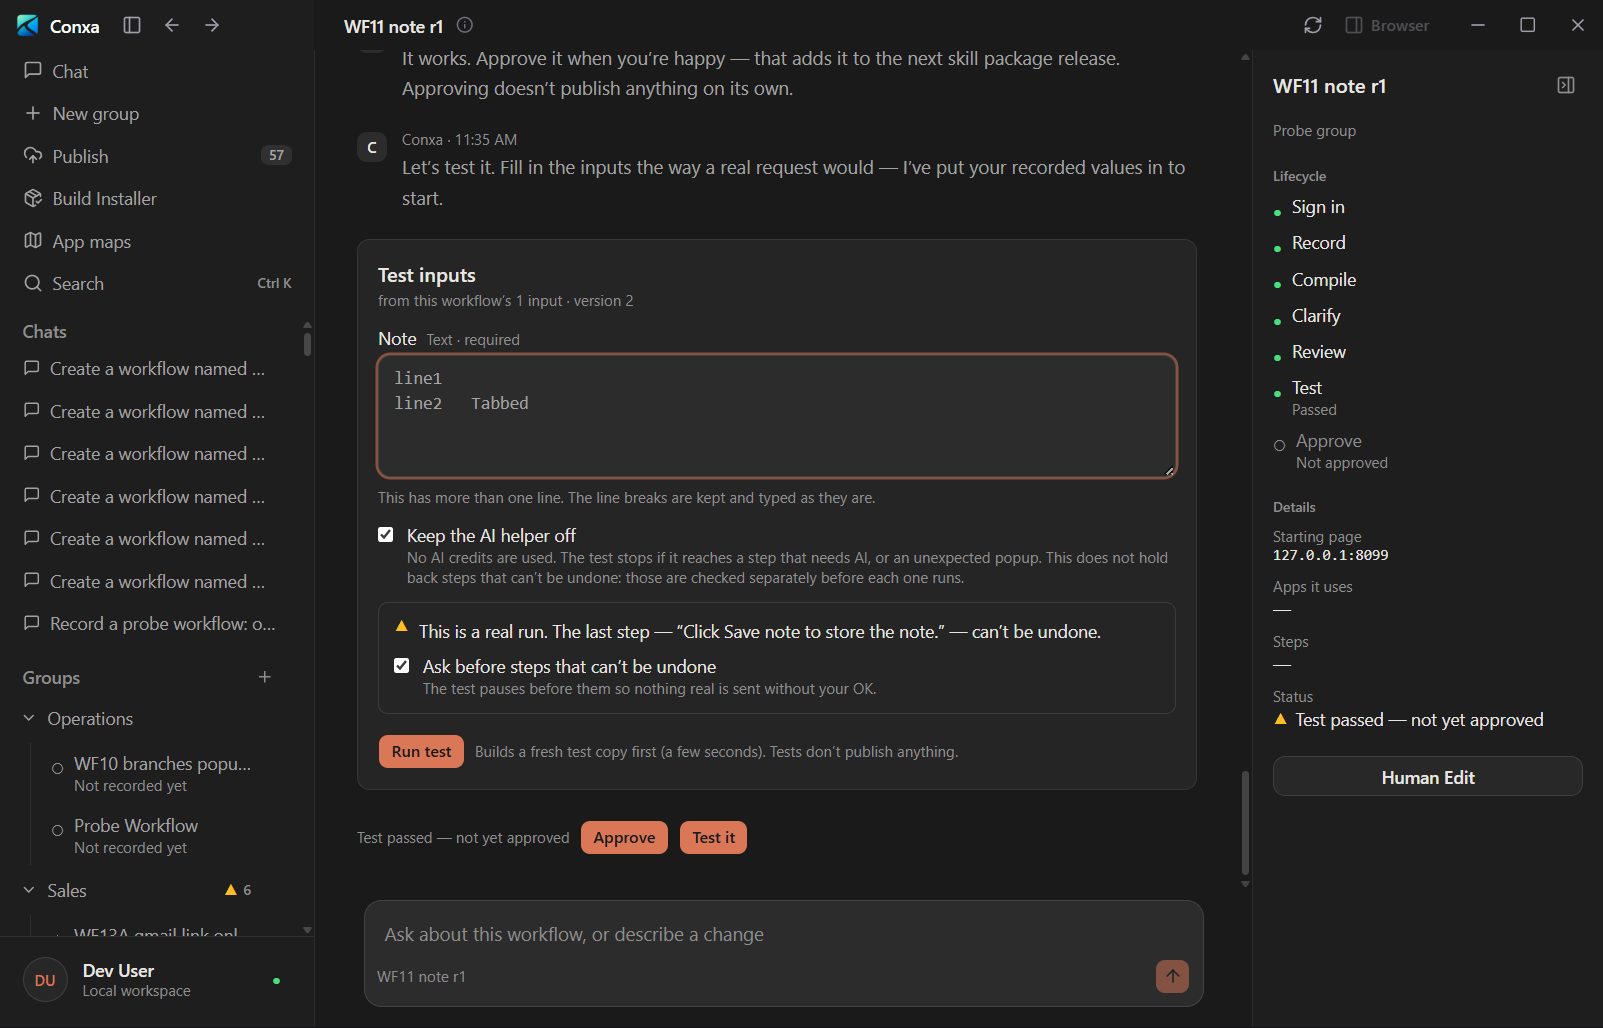 Conxa
WF11 note r1
Browser
Chat
New group
Publish 57
Build Installer
App maps
Search Ctrl K
Chats
Create a workflow named ...
Create a workflow named ...
Create a workflow named ...
Create a workflow named ...
Create a workflow named ...
Create a workflow named ...
Record a probe workflow: o...
Groups
Operations
WF10 branches popu...
Not recorded yet
Probe Workflow
Not recorded yet
Sales 6
WF13A gmail link onl
DU
Dev User
Local workspace
It works. Approve it when you’re happy — that adds it to the next skill package release.
Approving doesn’t publish anything on its own.
C
Conxa · 11:35 AM
Let’s test it. Fill in the inputs the way a real request would — I’ve put your recorded values in to
start.
Test inputs
from this workflow’s 1 input · version 2
Note Text · required
line1
line2 Tabbed
This has more than one line. The line breaks are kept and typed as they are.
Keep the AI helper off
No AI credits are used. The test stops if it reaches a step that needs AI, or an unexpected popup. This does not hold
back steps that can’t be undone: those are checked separately before each one runs.
This is a real run. The last step — “Click Save note to store the note.” — can’t be undone.
Ask before steps that can’t be undone
The test pauses before them so nothing real is sent without your OK.
Run test Builds a fresh test copy first (a few seconds). Tests don’t publish anything.
Test passed — not yet approved Approve Test it
Ask about this workflow, or describe a change
WF11 note r1
WF11 note r1
Probe group
Lifecycle
Sign in
Record
Compile
Clarify
Review
Test
Passed
Approve
Not approved
Details
Starting page
127.0.0.1:8099
Apps it uses
—
Steps
—
Status
Test passed — not yet approved
Human Edit